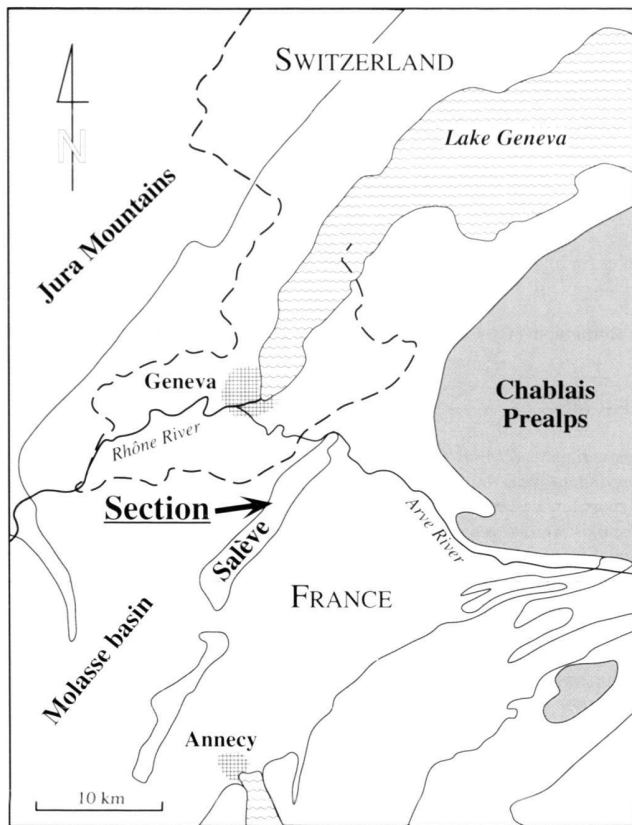 SWITZERLAND
N
Lake Geneva
Jura Mountains
Geneva
Chablais
Prealps
Rhône River
Section
Arve River
Salève
FRANCE
Molasse basin
Annecy
10 km